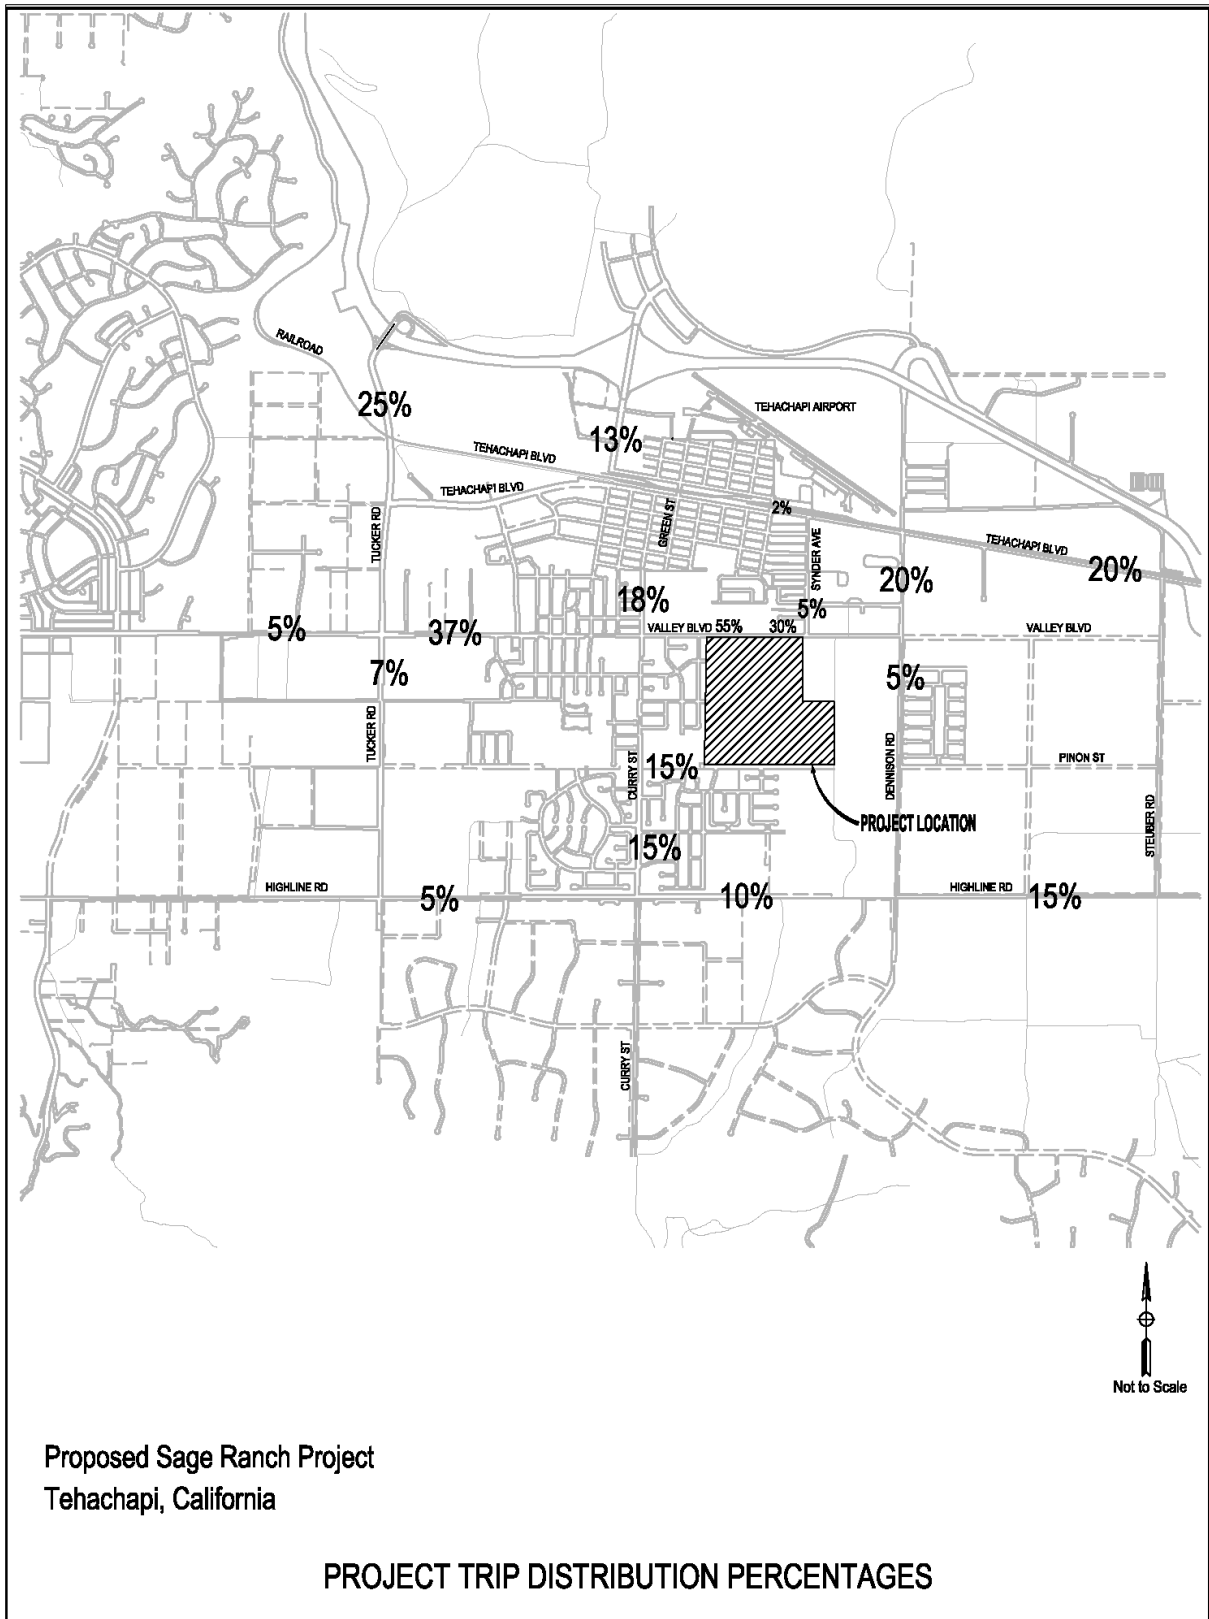 RAILROAD
25%
TEHACHAPI AIRPORT
13%
TEHACHAPI BLVD
TEHACHAPI BLVD
2%
GREEN ST
TUCKER RD
SYNDER AVE
TEHACHAPI BLVD
20%
20%
18%
5%
5%
37%
VALLEY BLVD 55%
30%
VALLEY BLVD
7%
5%
TUCKER RD
CURRY ST
15%
DENNISON RD
PINON ST
PROJECT LOCATION
STEUBER RD
15%
HIGHLINE RD
5%
10%
HIGHLINE RD
15%
CURRY ST
Not to Scale
Proposed Sage Ranch Project
Tehachapi, California
PROJECT TRIP DISTRIBUTION PERCENTAGES